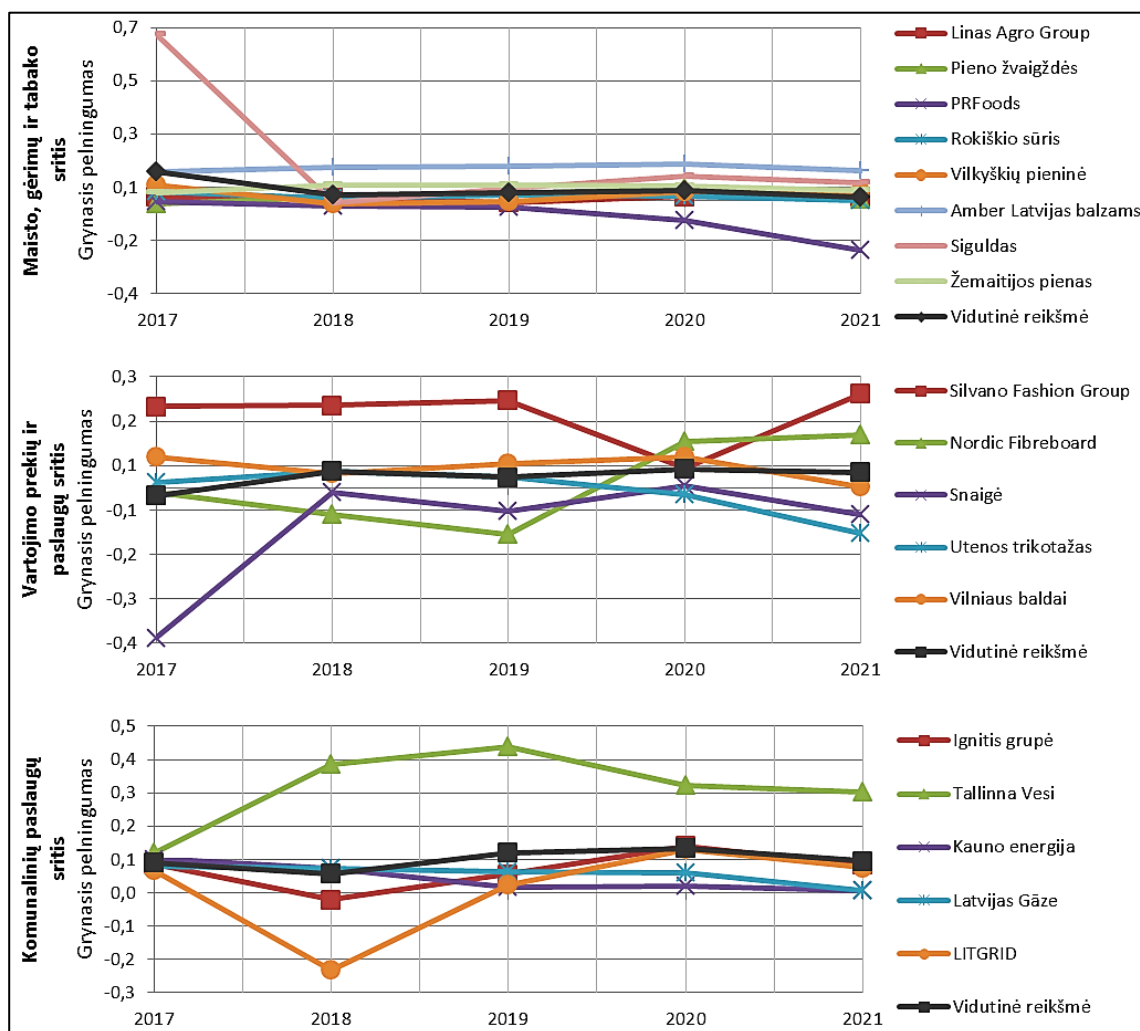 Maisto, gėrimų ir tabako
sritis
Grynasis pelningumas
0,7
0,5
0,3
0,1
-0,2
-0,4
2017 2018 2019 2020 2021
Linas Agro Group
Pieno žvaigždės
PRFoods
Rokiškio sūris
Vilkyškių pieninė
Amber Latvijas balzams
Siguldas
Žemaitijos pienas
Vidutinė reikšmė
Vartojimo prekių ir
paslaugų sritis
Grynasis pelningumas
0,3
0,2
0,1
-0,1
-0,2
-0,3
-0,4
2017 2018 2019 2020 2021
Silvano Fashion Group
Nordic Fibreboard
Snaigė
Utenos trikotažas
Vilniaus baldai
Vidutinė reikšmė
Komunalinių paslaugų
sritis
Grynasis pelningumas
0,5
0,4
0,3
0,2
0,1
0,0
-0,1
-0,2
-0,3
2017 2018 2019 2020 2021
Ignitis grupė
Tallinna Vesi
Kauno energija
Latvijas Gāze
LITGRID
Vidutinė reikšmė